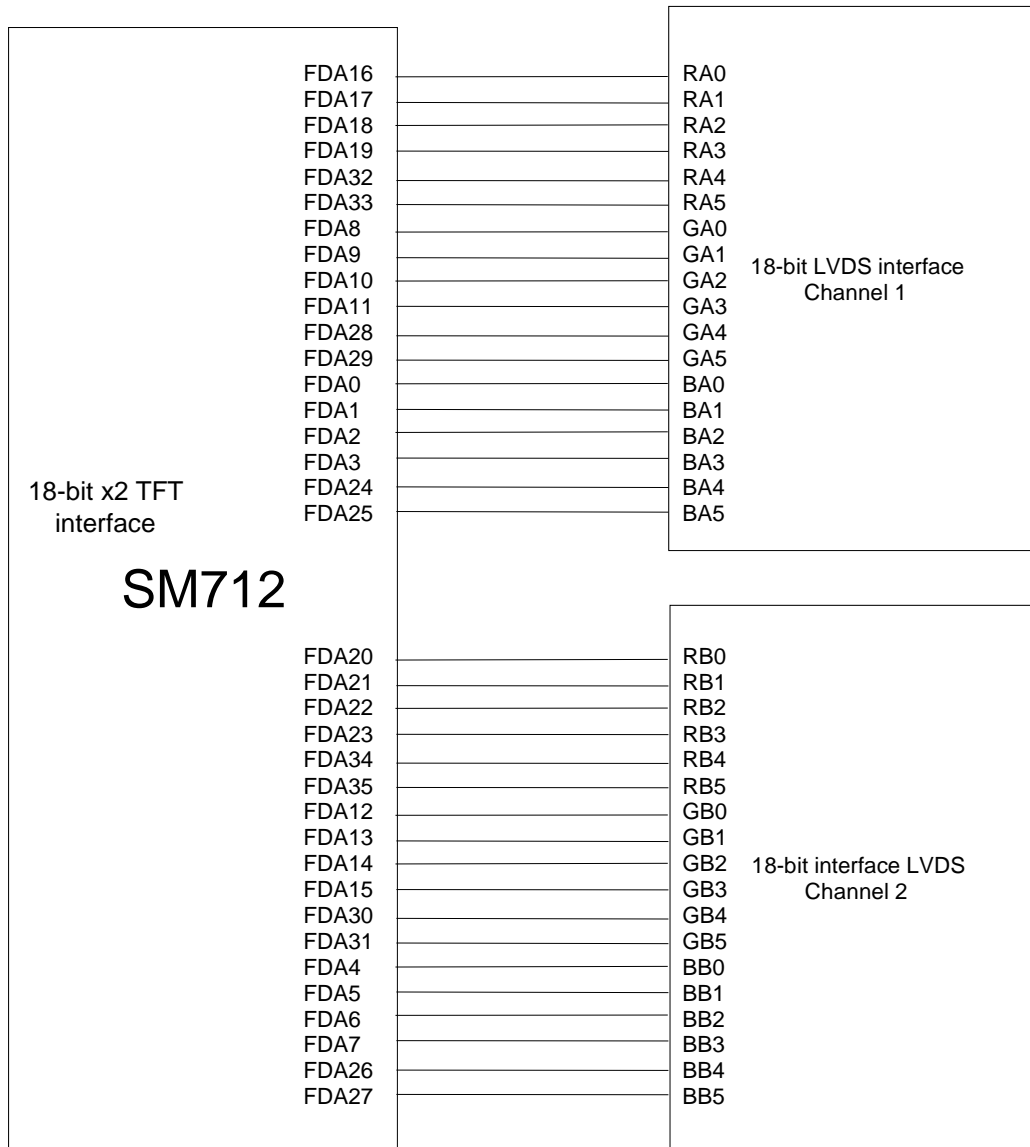 FDA16 RA0
FDA17 RA1
FDA18 RA2
FDA19 RA3
FDA32 RA4
FDA33 RA5
FDA8 GA0
FDA9 GA1
FDA10 GA2
FDA11 GA3
FDA28 GA4
FDA29 GA5
FDA0 BA0
FDA1 BA1
FDA2 BA2
FDA3 BA3
FDA24 BA4
FDA25 BA5
18-bit LVDS interface
Channel 1
18-bit x2 TFT
interface
SM712
FDA20 RB0
FDA21 RB1
FDA22 RB2
FDA23 RB3
FDA34 RB4
FDA35 RB5
FDA12 GB0
FDA13 GB1
FDA14 GB2
FDA15 GB3
FDA30 GB4
FDA31 GB5
FDA4 BB0
FDA5 BB1
FDA6 BB2
FDA7 BB3
FDA26 BB4
FDA27 BB5
18-bit interface LVDS
Channel 2